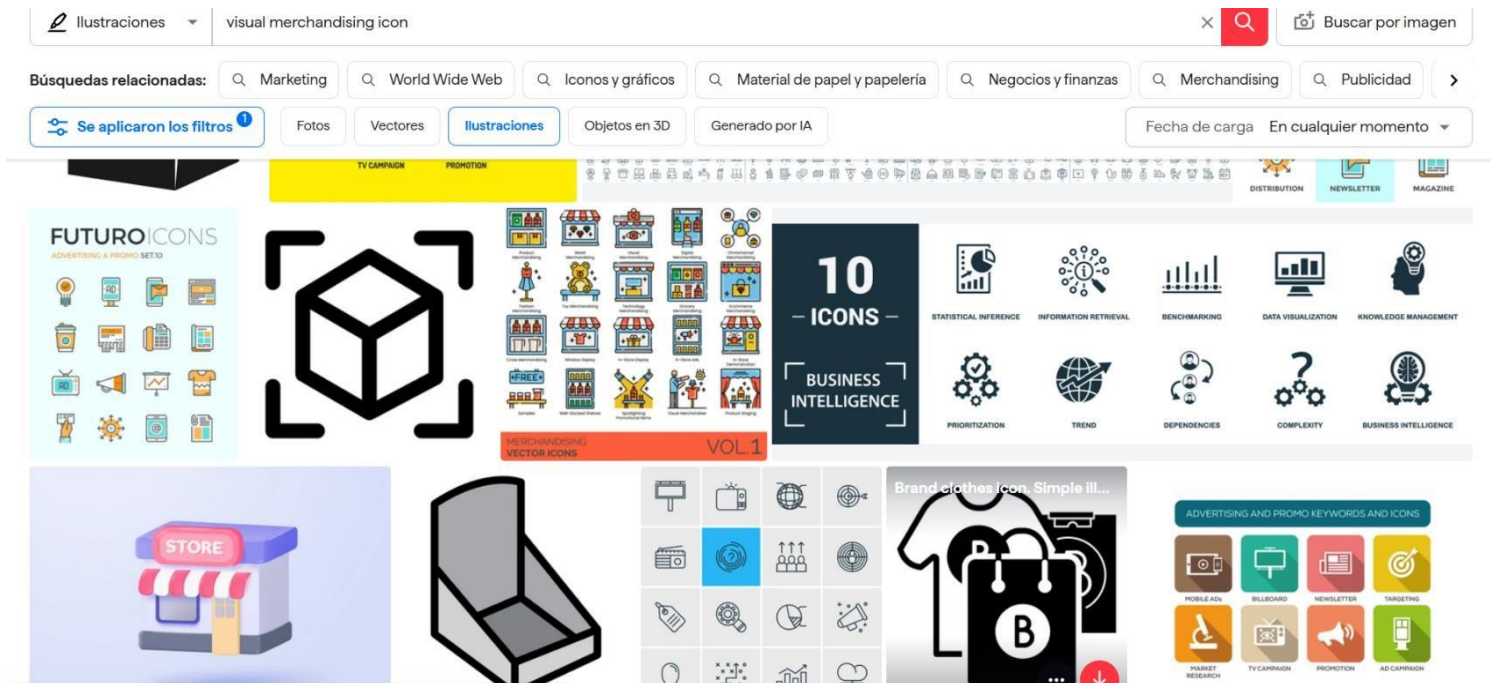 Ilustraciones
visual merchandising icon
Buscar por imagen
Búsquedas relacionadas:
Marketing
World Wide Web
Iconos y gráficos
Material de papel y papelería
Negocios y finanzas
Merchandising
Publicidad
Se aplicaron los filtros 1
Fotos
Vectores
Ilustraciones
Objetos en 3D
Generado por IA
Fecha de carga En cualquier momento
TV CAMPAIGN
PROMOTION
DISTRIBUTION
NEWSLETTER
MAGAZINE
FUTUROICONS
ADVERTISING & PROMO SET.10
AD
AD
MERCHANDISING
VECTOR ICONS
VOL.1
FREE
10
ICONS
BUSINESS
INTELLIGENCE
STATISTICAL INFERENCE
INFORMATION RETRIEVAL
BENCHMARKING
DATA VISUALIZATION
KNOWLEDGE MANAGEMENT
PRIORITIZATION
TREND
DEPENDENCIES
COMPLEXITY
BUSINESS INTELLIGENCE
STORE
Brand clothes icon. Simple ill...
B
ADVERTISING AND PROMO KEYWORDS AND ICONS
MOBILE ADs
BILLBOARD
NEWSLETTER
TARGETING
MARKET
RESEARCH
TV CAMPAIGN
PROMOTION
AD CAMPAIGN